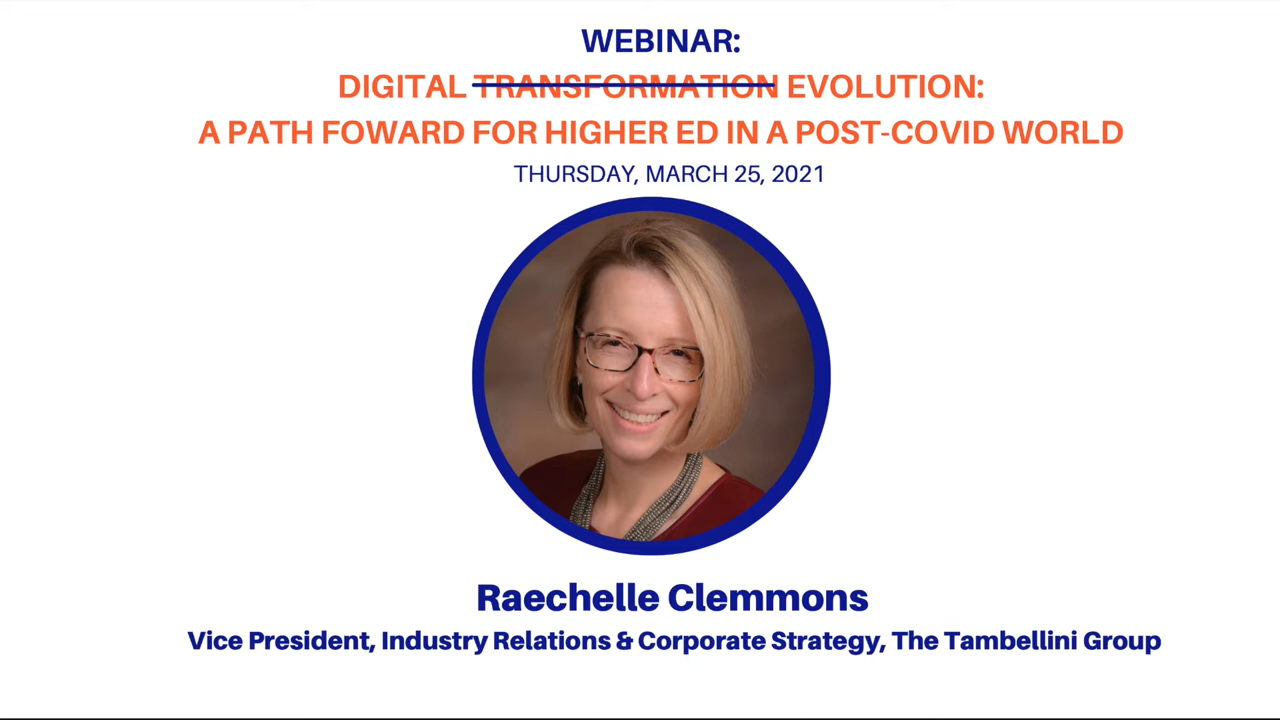 WEBINAR:
DIGITAL TRANSFORMATION EVOLUTION:
A PATH FOWARD FOR HIGHER ED IN A POST-COVID WORLD
THURSDAY, MARCH 25, 2021
Raechelle Clemmons
Vice President, Industry Relations & Corporate Strategy, The Tambellini Group